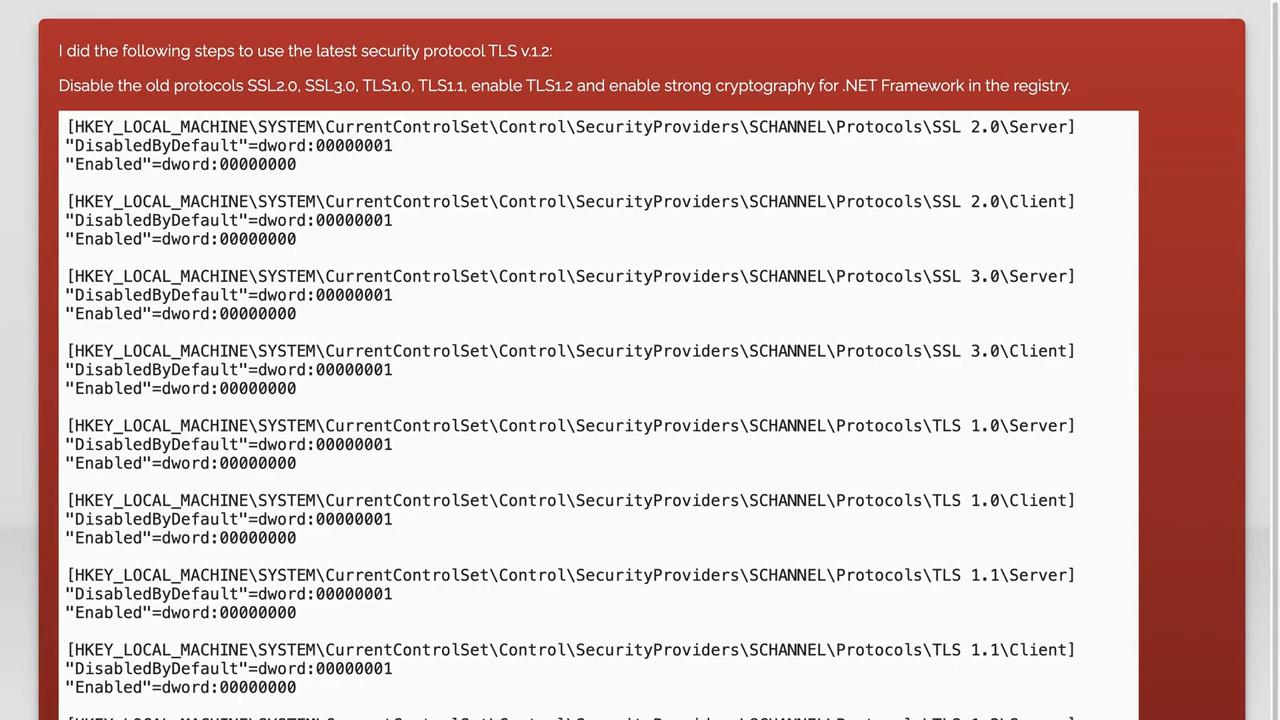 I did the following steps to use the latest security protocol TLS v.1.2:
Disable the old protocols SSL2.0, SSL3.0, TLS1.0, TLS1.1, enable TLS1.2 and enable strong cryptography for .NET Framework in the registry.
[HKEY_LOCAL_MACHINE\SYSTEM\CurrentControlSet\Control\SecurityProviders\SCHANNEL\Protocols\SSL 2.0\Server]
"DisabledByDefault"=dword:00000001
"Enabled"=dword:00000000
[HKEY_LOCAL_MACHINE\SYSTEM\CurrentControlSet\Control\SecurityProviders\SCHANNEL\Protocols\SSL 2.0\Client]
"DisabledByDefault"=dword:00000001
"Enabled"=dword:00000000
[HKEY_LOCAL_MACHINE\SYSTEM\CurrentControlSet\Control\SecurityProviders\SCHANNEL\Protocols\SSL 3.0\Server]
"DisabledByDefault"=dword:00000001
"Enabled"=dword:00000000
[HKEY_LOCAL_MACHINE\SYSTEM\CurrentControlSet\Control\SecurityProviders\SCHANNEL\Protocols\SSL 3.0\Client]
"DisabledByDefault"=dword:00000001
"Enabled"=dword:00000000
[HKEY_LOCAL_MACHINE\SYSTEM\CurrentControlSet\Control\SecurityProviders\SCHANNEL\Protocols\TLS 1.0\Server]
"DisabledByDefault"=dword:00000001
"Enabled"=dword:00000000
[HKEY_LOCAL_MACHINE\SYSTEM\CurrentControlSet\Control\SecurityProviders\SCHANNEL\Protocols\TLS 1.0\Client]
"DisabledByDefault"=dword:00000001
"Enabled"=dword:00000000
[HKEY_LOCAL_MACHINE\SYSTEM\CurrentControlSet\Control\SecurityProviders\SCHANNEL\Protocols\TLS 1.1\Server]
"DisabledByDefault"=dword:00000001
"Enabled"=dword:00000000
[HKEY_LOCAL_MACHINE\SYSTEM\CurrentControlSet\Control\SecurityProviders\SCHANNEL\Protocols\TLS 1.1\Client]
"DisabledByDefault"=dword:00000001
"Enabled"=dword:00000000